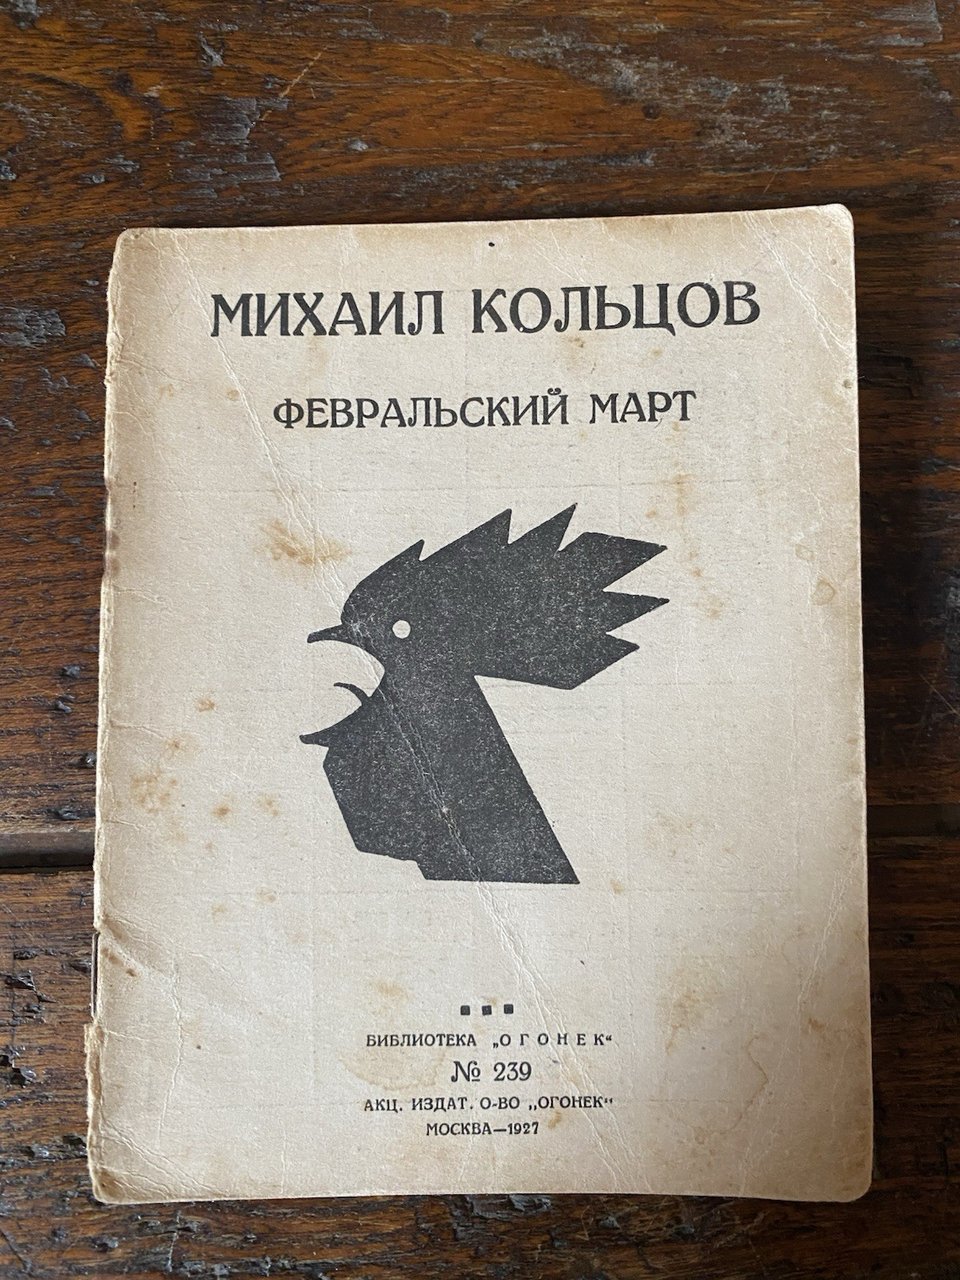 МИХАИЛ КОЛЬЦОВ
ФЕВРАЛЬСКИЙ МАРТ
БИБЛИОТЕКА „ОГОНЕК“
№ 239
АКЦ. ИЗДАТ. О-ВО „ОГОНЕК“
МОСКВА—1927